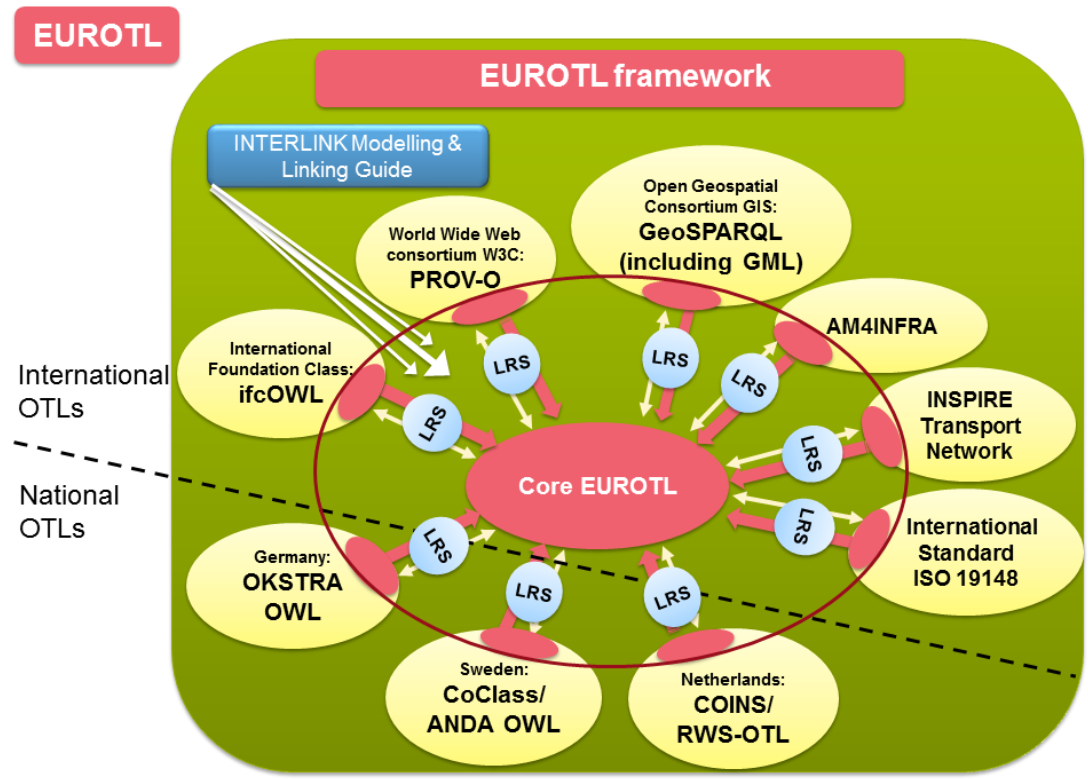 EUROTL
EUROTL framework
INTERLINK Modelling &
Linking Guide
Open Geospatial
Consortium GIS:
GeoSPARQL
(including GML)
World Wide Web
consortium W3C:
PROV-O
AM4INFRA
International
Foundation Class:
ifcOWL
LRS
LRS
LRS
LRS
International
OTLs
INSPIRE
Transport
Network
LRS
LRS
Core EUROTL
National
OTLs
International
Standard
ISO 19148
LRS
LRS
LRS
Germany:
OKSTRA
OWL
Sweden:
CoClass/
ANDA OWL
Netherlands:
COINS/
RWS-OTL